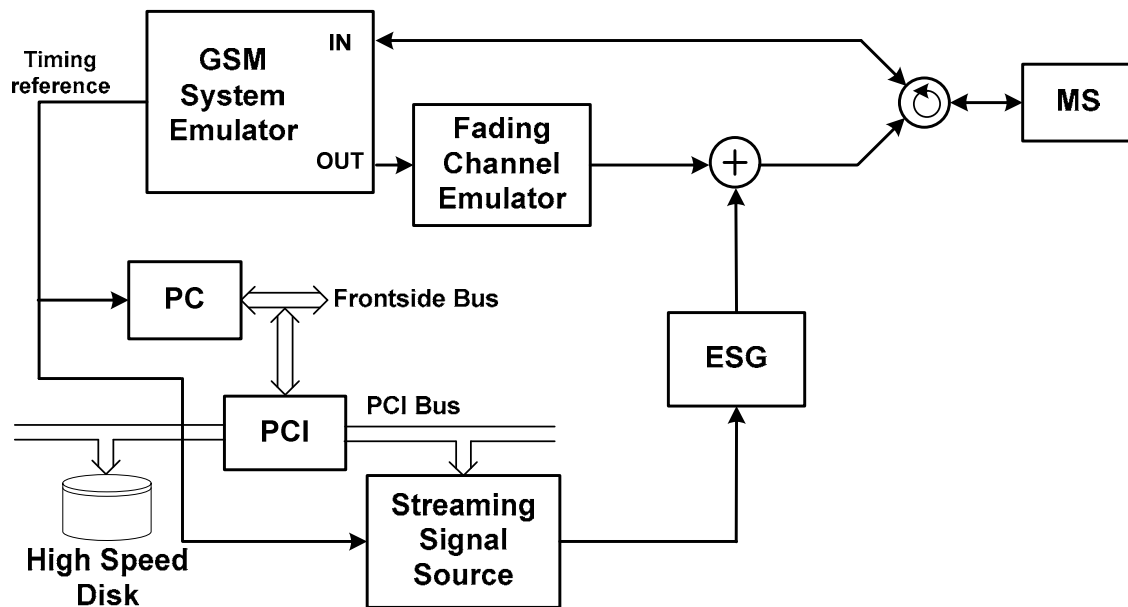 Timing
reference
GSM
System
Emulator
IN
OUT
Fading
Channel
Emulator
+
MS
PC
Frontside Bus
ESG
PCI
PCI Bus
High Speed
Disk
Streaming
Signal
Source